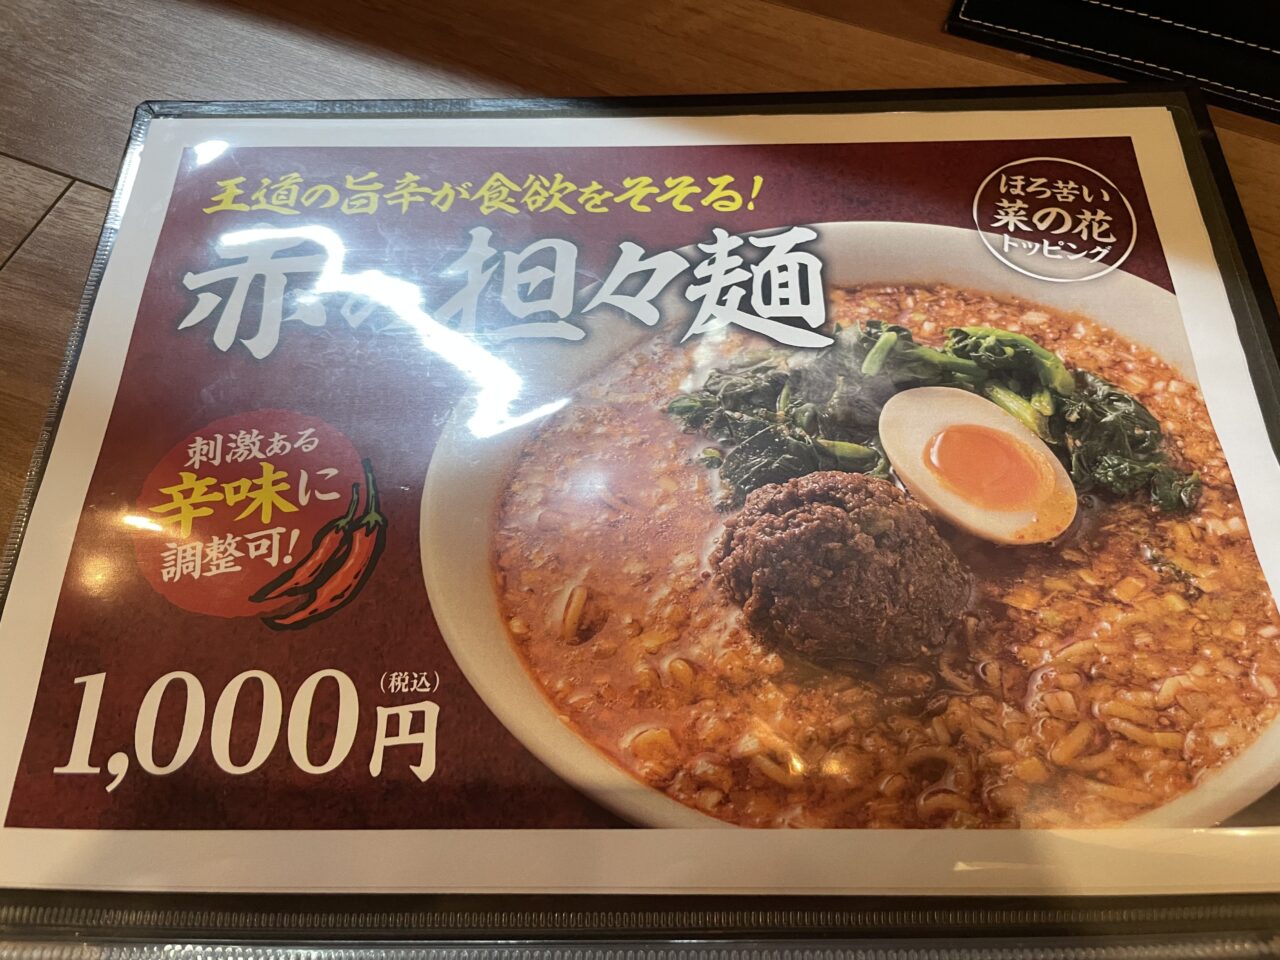 王道の旨辛が食欲をそそる!
ほろ苦い
菜の花
トッピング
赤の担々麺
刺激ある
辛味に
調整可!
1,000円
(税込)